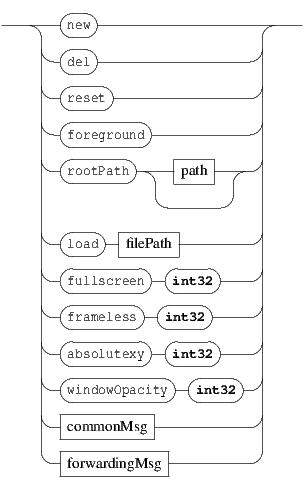 new
del
reset
foreground
rootPath path
load filePath
fullscreen int32
frameless int32
absolutexy int32
windowOpacity int32
commonMsg
forwardingMsg